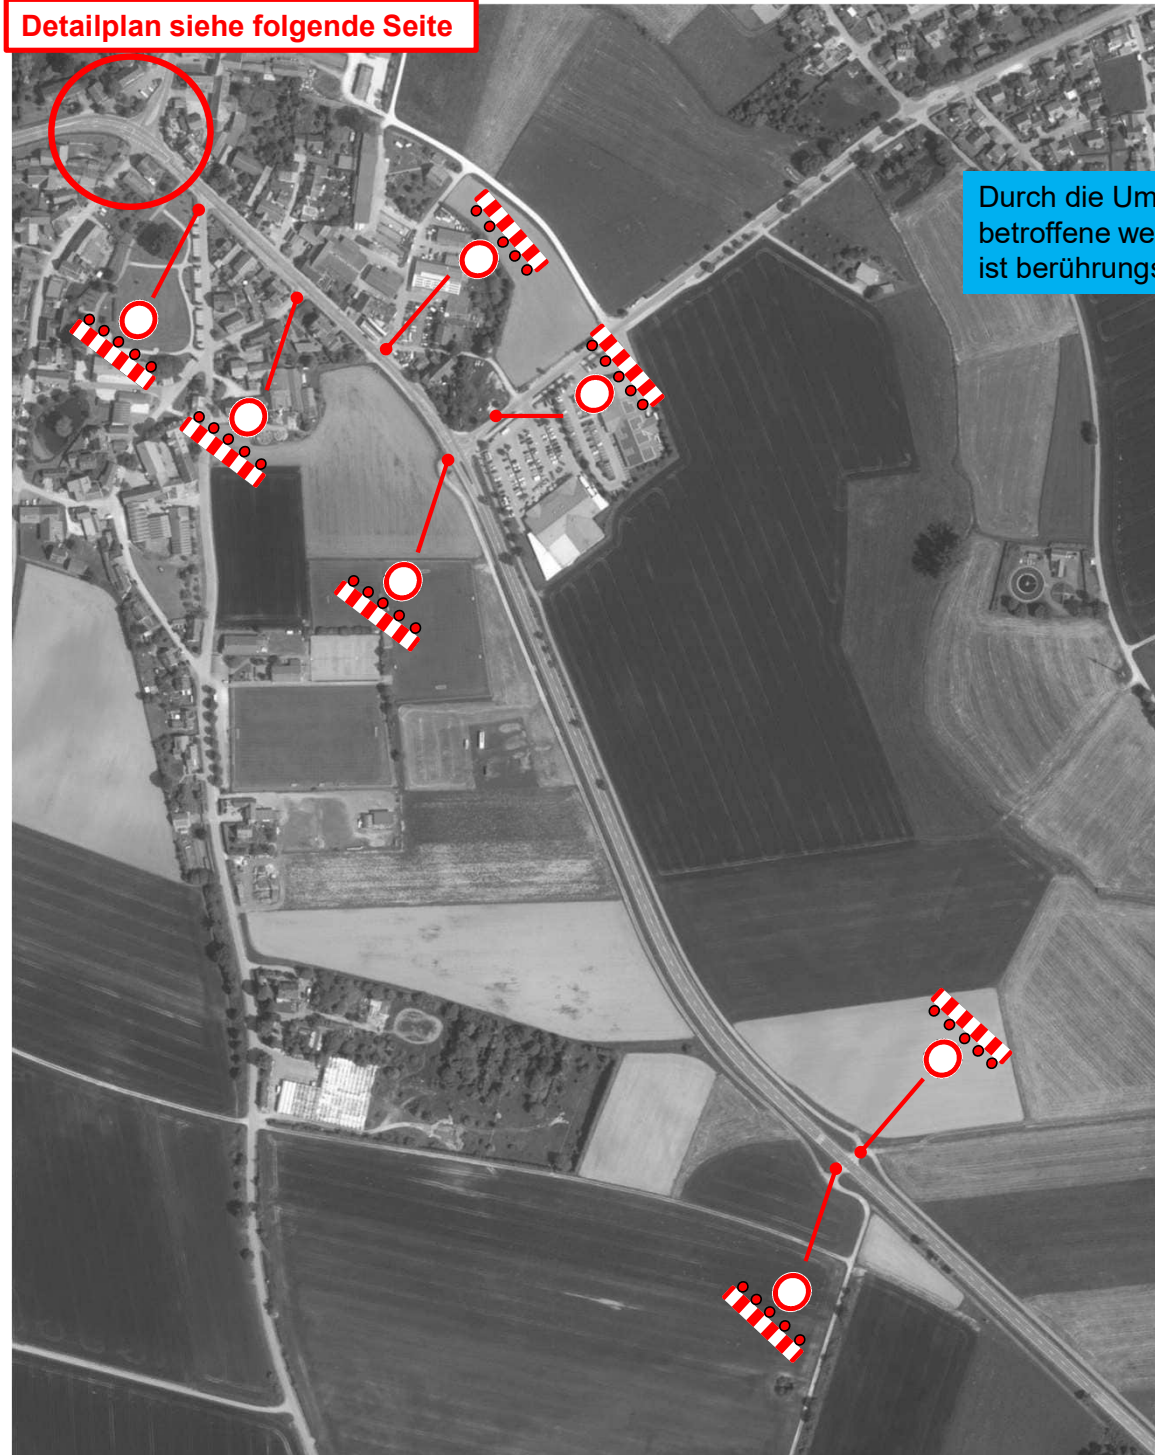 Detailplan siehe folgende Seite
Durch die Um
betroffene we
ist berührungs